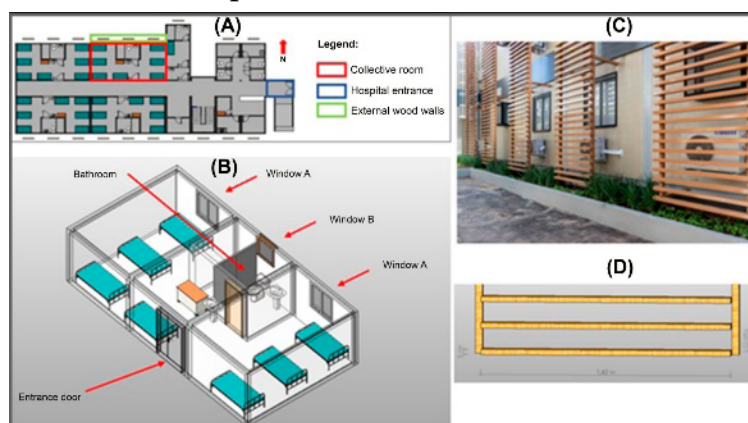 (A)
N
Legend:
Collective room
Hospital entrance
External wood walls
(C)
(B)
Bathroom
Window A
Window B
Window A
Entrance door
(D)